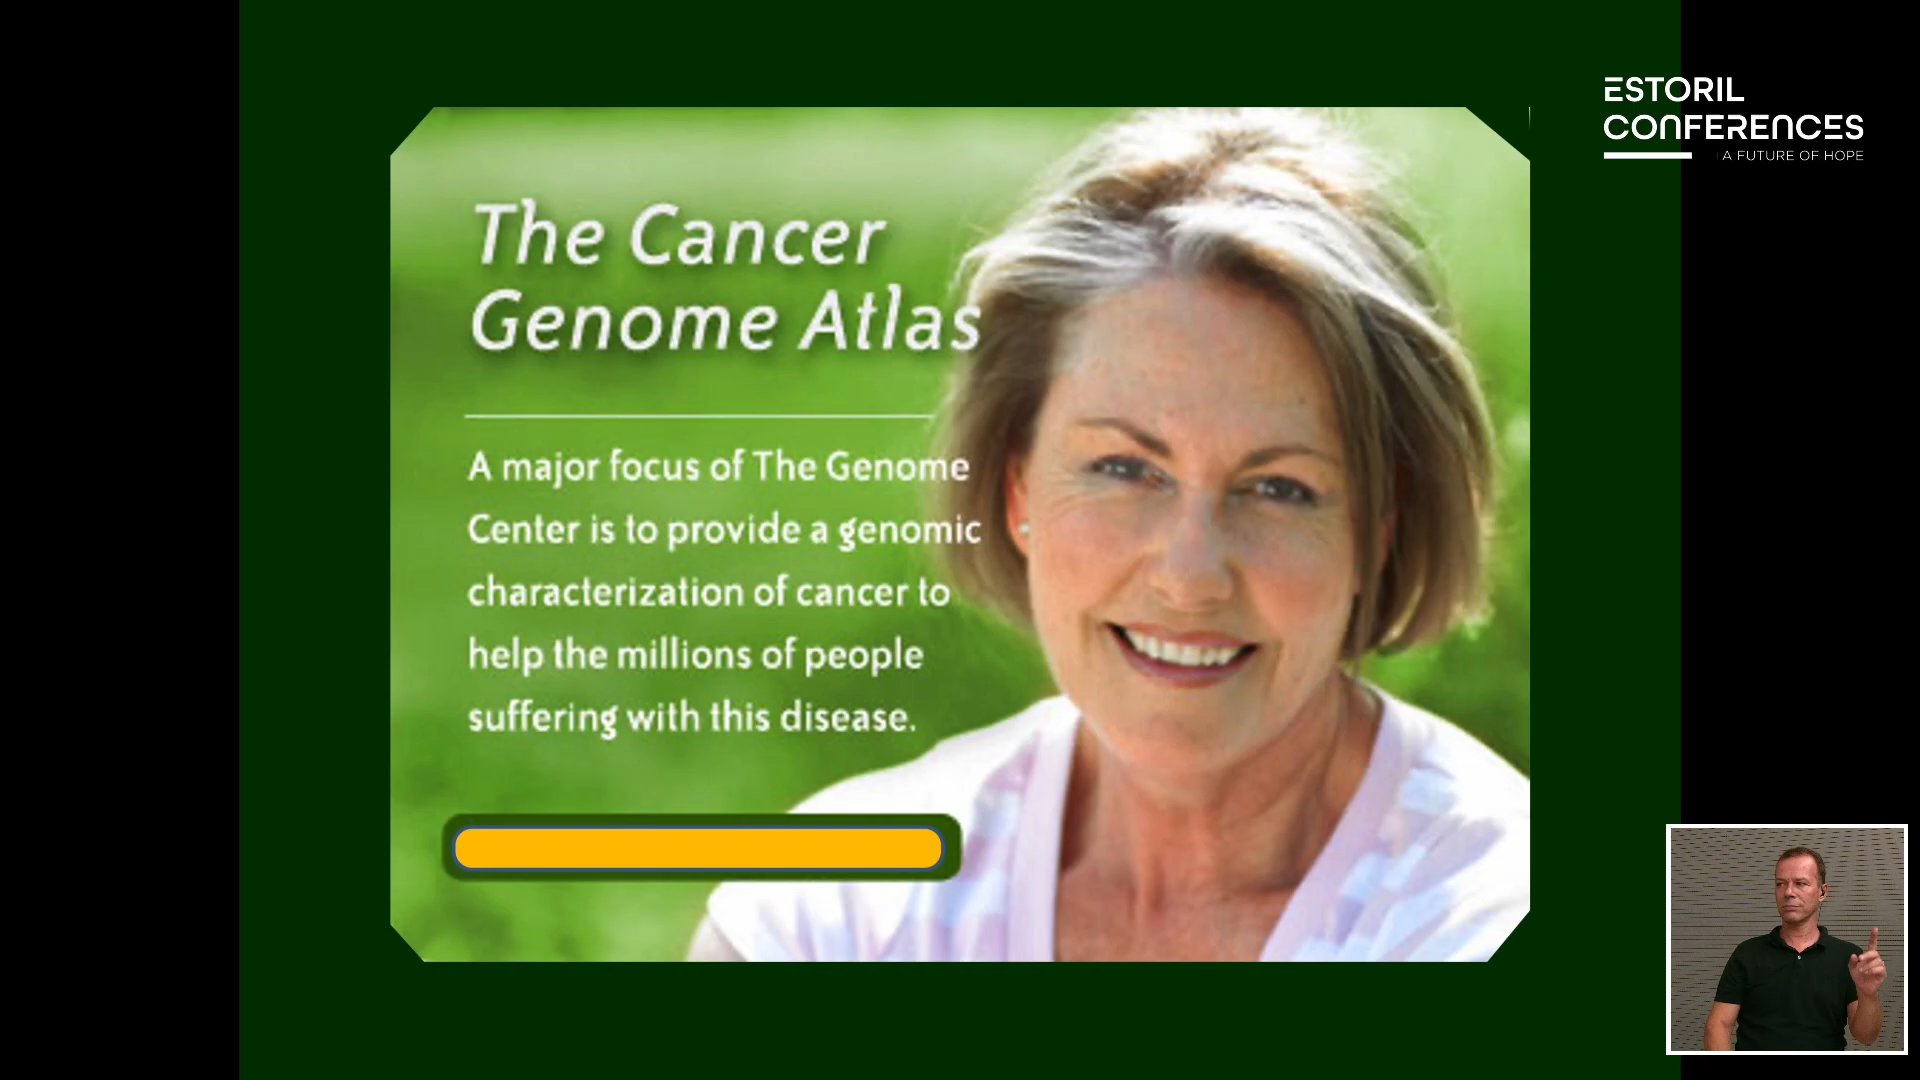 ESTORIL
CONFERENCES
A FUTURE OF HOPE
The Cancer
Genome Atlas
A major focus of The Genome
Center is to provide a genomic
characterization of cancer to
help the millions of people
suffering with this disease.